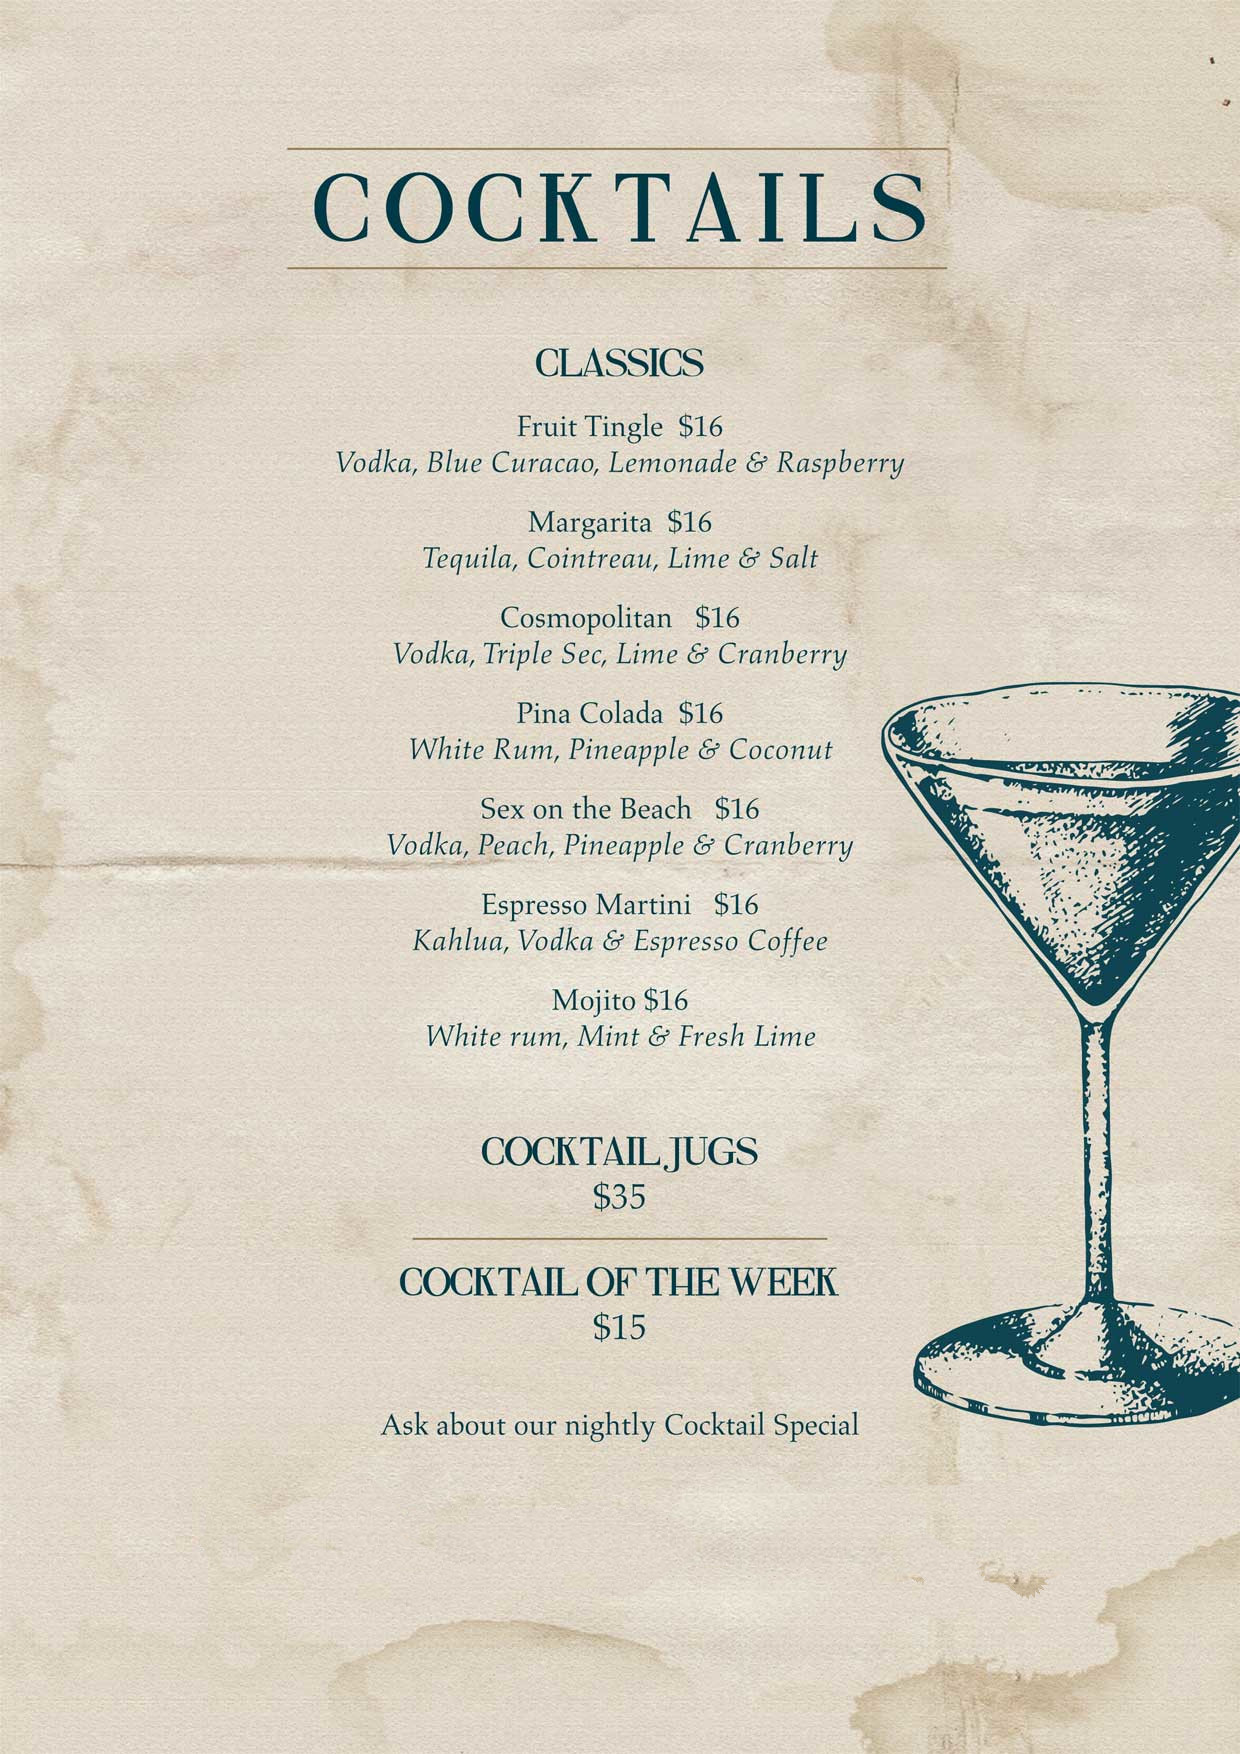 COCKTAILS
CLASSICS
Fruit Tingle $16
Vodka, Blue Curacao, Lemonade & Raspberry
Margarita $16
Tequila, Cointreau, Lime & Salt
Cosmopolitan $16
Vodka, Triple Sec, Lime & Cranberry
Pina Colada $16
White Rum, Pineapple & Coconut
Sex on the Beach $16
Vodka, Peach, Pineapple & Cranberry
Espresso Martini $16
Kahlua, Vodka & Espresso Coffee
Mojito $16
White rum, Mint & Fresh Lime
COCKTAIL JUGS
$35
COCKTAIL OF THE WEEK
$15
Ask about our nightly Cocktail Special